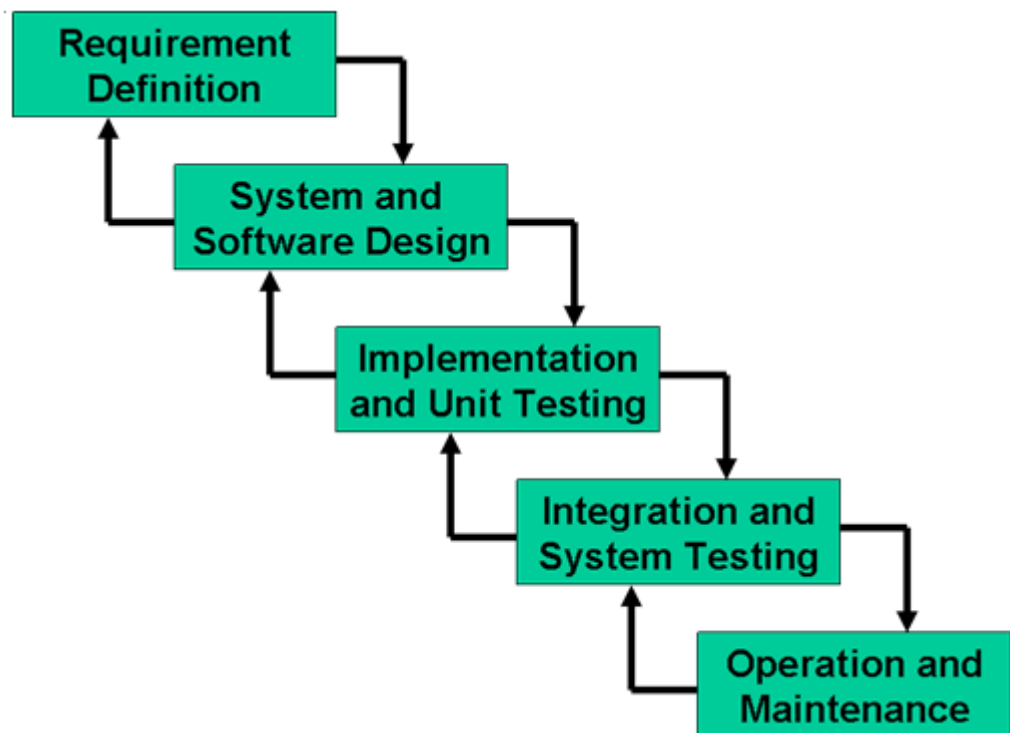 Requirement
Definition
System and
Software Design
Implementation
and Unit Testing
Integration and
System Testing
Operation and
Maintenance